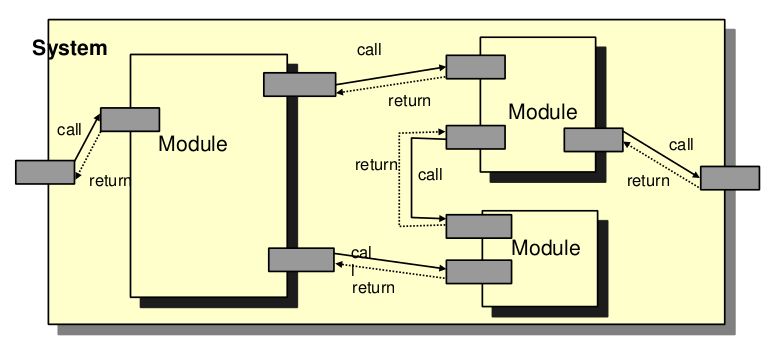 System
call
call
return
Module
Module
call
return
call
return
return
Module
cal
l
return